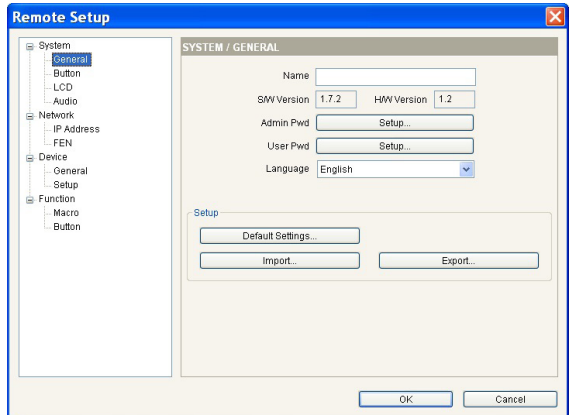 Remote Setup
System
General
Button
LCD
Audio
Network
IP Address
FEN
Device
General
Setup
Function
Macro
Button
SYSTEM / GENERAL
Name
S/W Version 1.7.2 H/W Version 1.2
Admin Pwd Setup...
User Pwd Setup...
Language English
Setup
Default Settings...
Import... Export...
OK Cancel